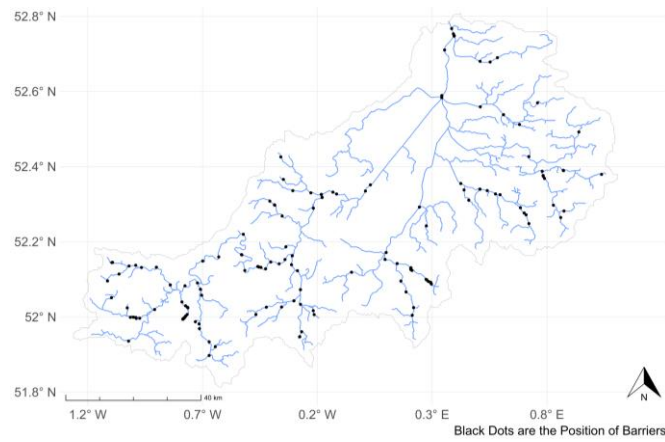 52.8° N
52.6° N
52.4° N
52.2° N
52° N
51.8° N
40 km
N
1.2° W
0.7° W
0.2° W
0.3° E
0.8° E
Black Dots are the Position of Barriers